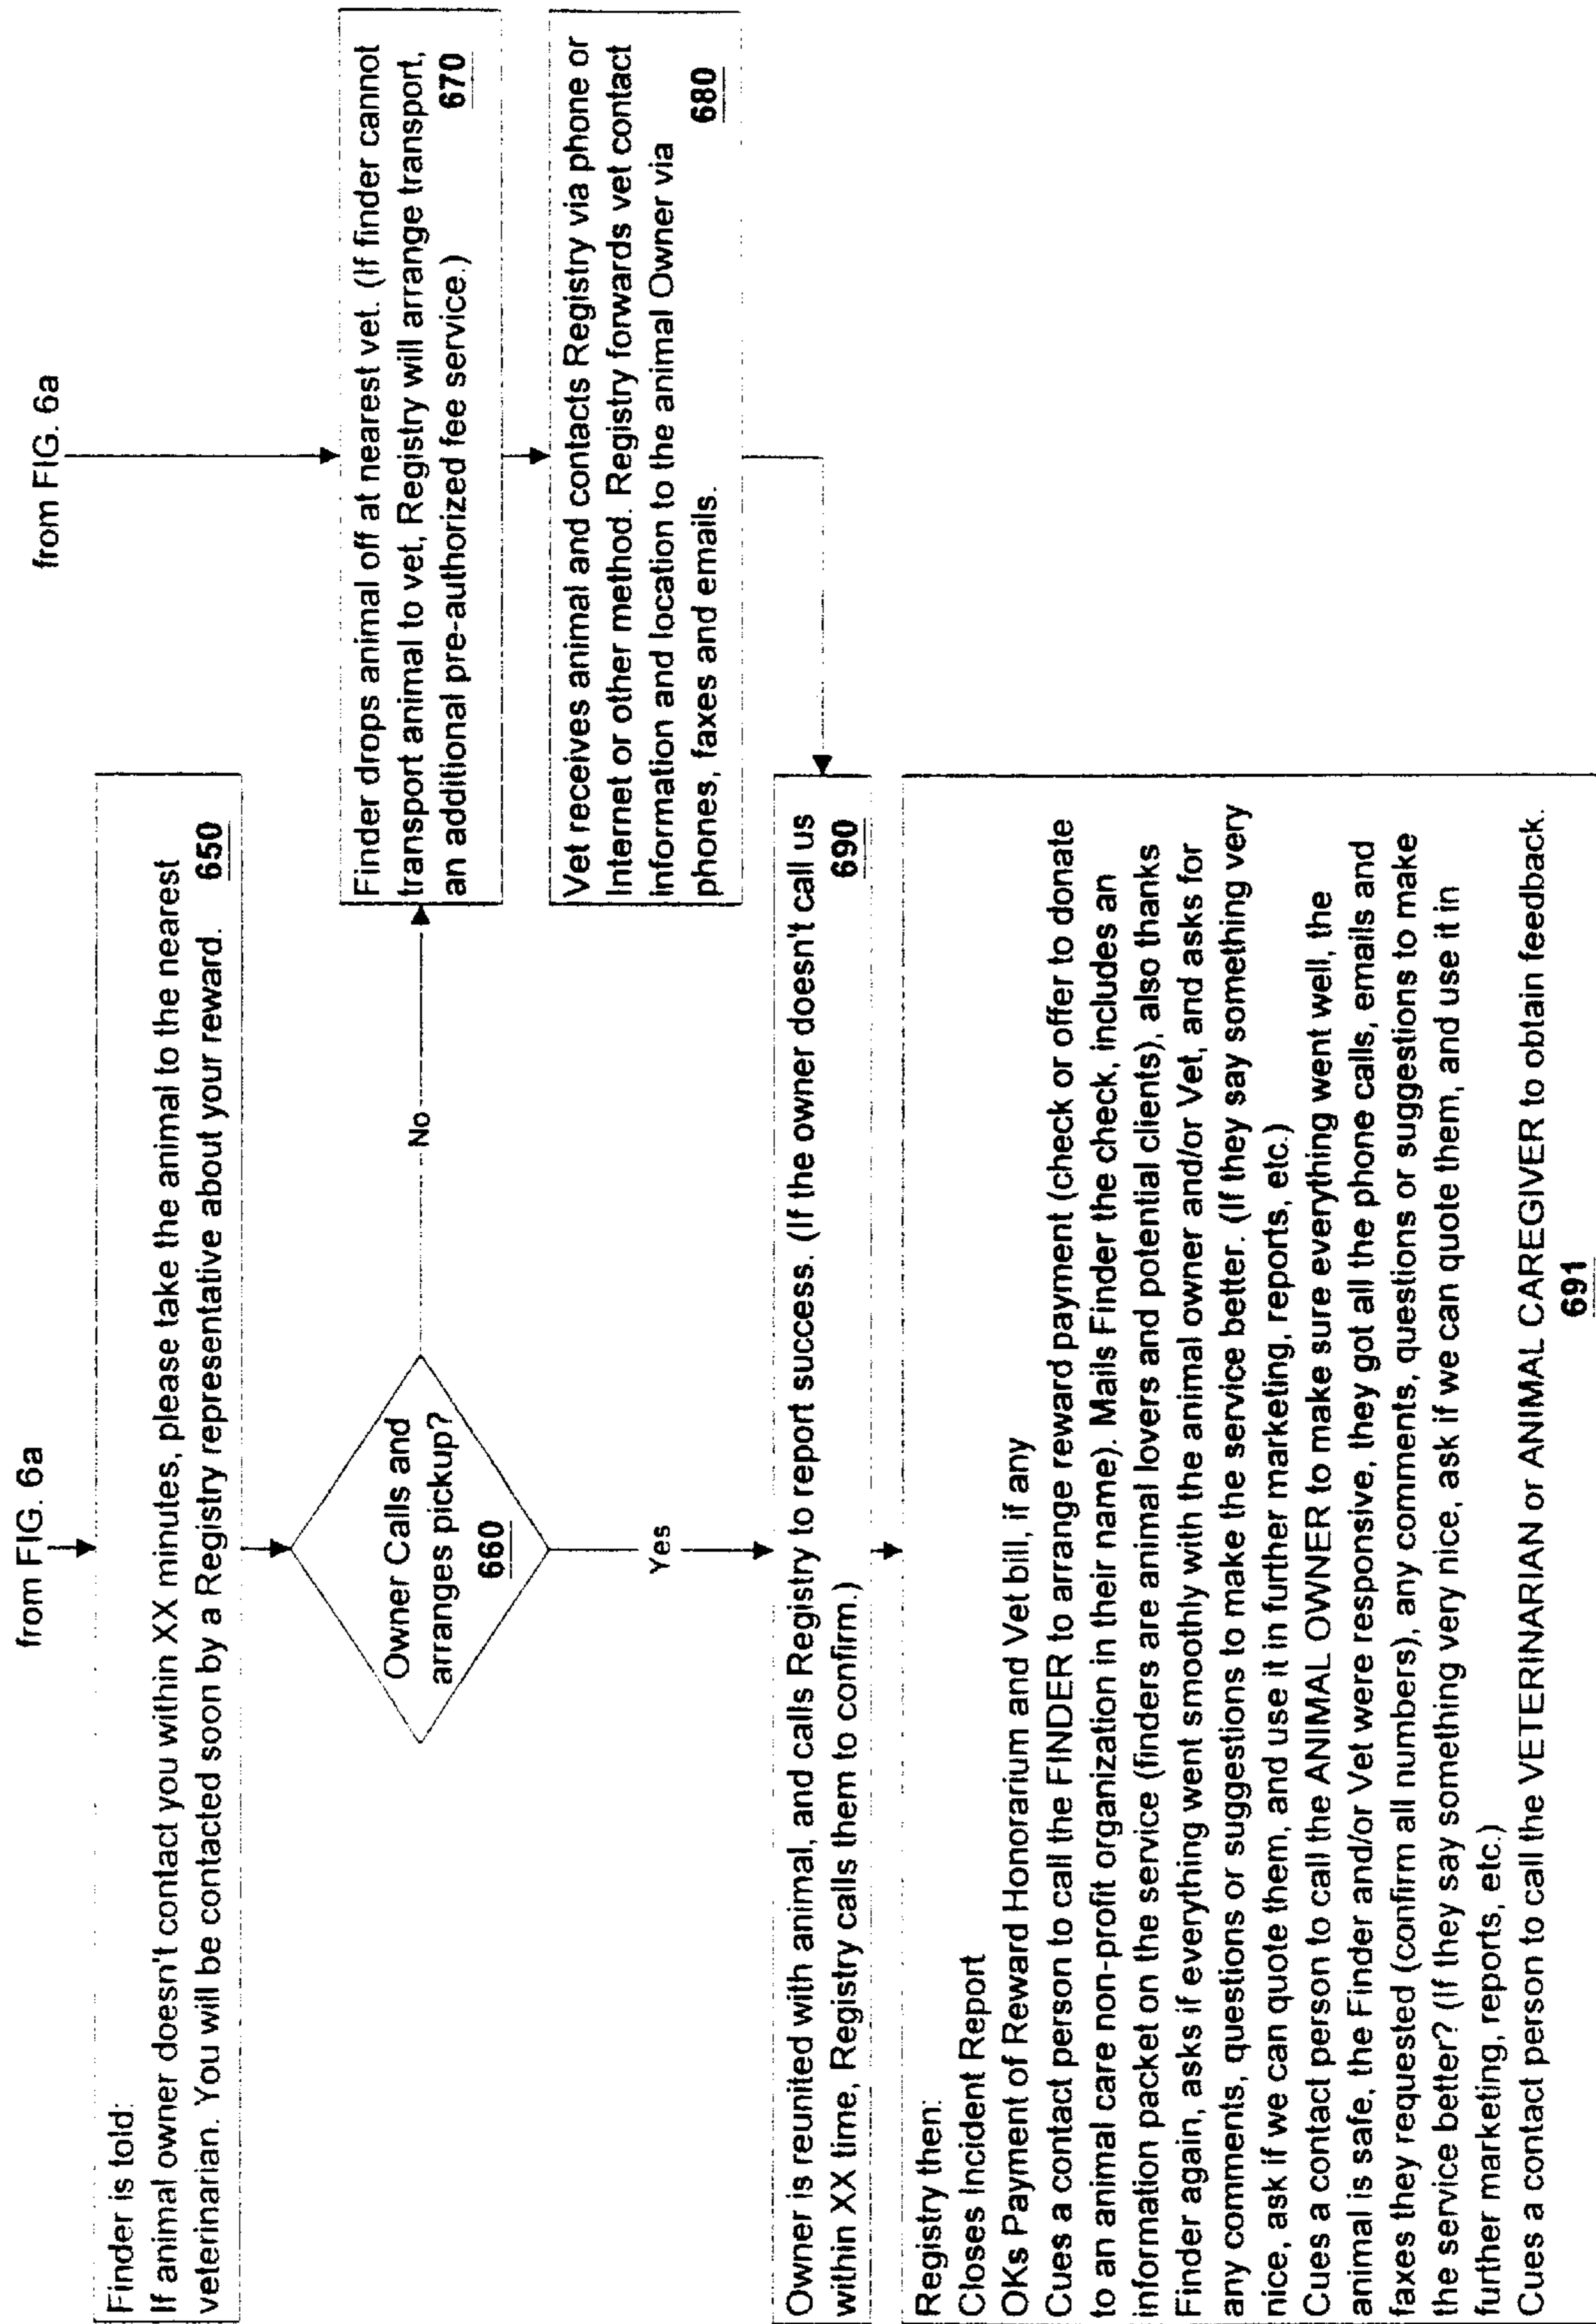 from FIG. 6a
Finder is told:
If animal owner doesn't contact you within XX minutes, please take the animal to the nearest
veterinarian. You will be contacted soon by a Registry representative about your reward. 650
Owner Calls and
arranges pickup?
660
No
Yes
from FIG. 6a
Finder drops animal off at nearest vet. (If finder cannot
transport animal to vet, Registry will arrange transport,
an additional pre-authorized fee service.) 670
Vet receives animal and contacts Registry via phone or
Internet or other method. Registry forwards vet contact
information and location to the animal Owner via
phones, faxes and emails. 680
Owner is reunited with animal, and calls Registry to report success. (If the owner doesn't call us
within XX time, Registry calls them to confirm.) 690
Registry then:
Closes Incident Report
OKs Payment of Reward Honorarium and Vet bill, if any
Cues a contact person to call the FINDER to arrange reward payment (check or offer to donate
to an animal care non-profit organization in their name). Mails Finder the check, includes an
information packet on the service (finders are animal lovers and potential clients), also thanks
Finder again, asks if everything went smoothly with the animal owner and/or Vet, and asks for
any comments, questions or suggestions to make the service better. (If they say something very
nice, ask if we can quote them, and use it in further marketing, reports, etc.)
Cues a contact person to call the ANIMAL OWNER to make sure everything went well, the
animal is safe, the Finder and/or Vet were responsive, they got all the phone calls, emails and
faxes they requested (confirm all numbers), any comments, questions or suggestions to make
the service better? (If they say something very nice, ask if we can quote them, and use it in
further marketing, reports, etc.)
Cues a contact person to call the VETERINARIAN or ANIMAL CAREGIVER to obtain feedback.
691